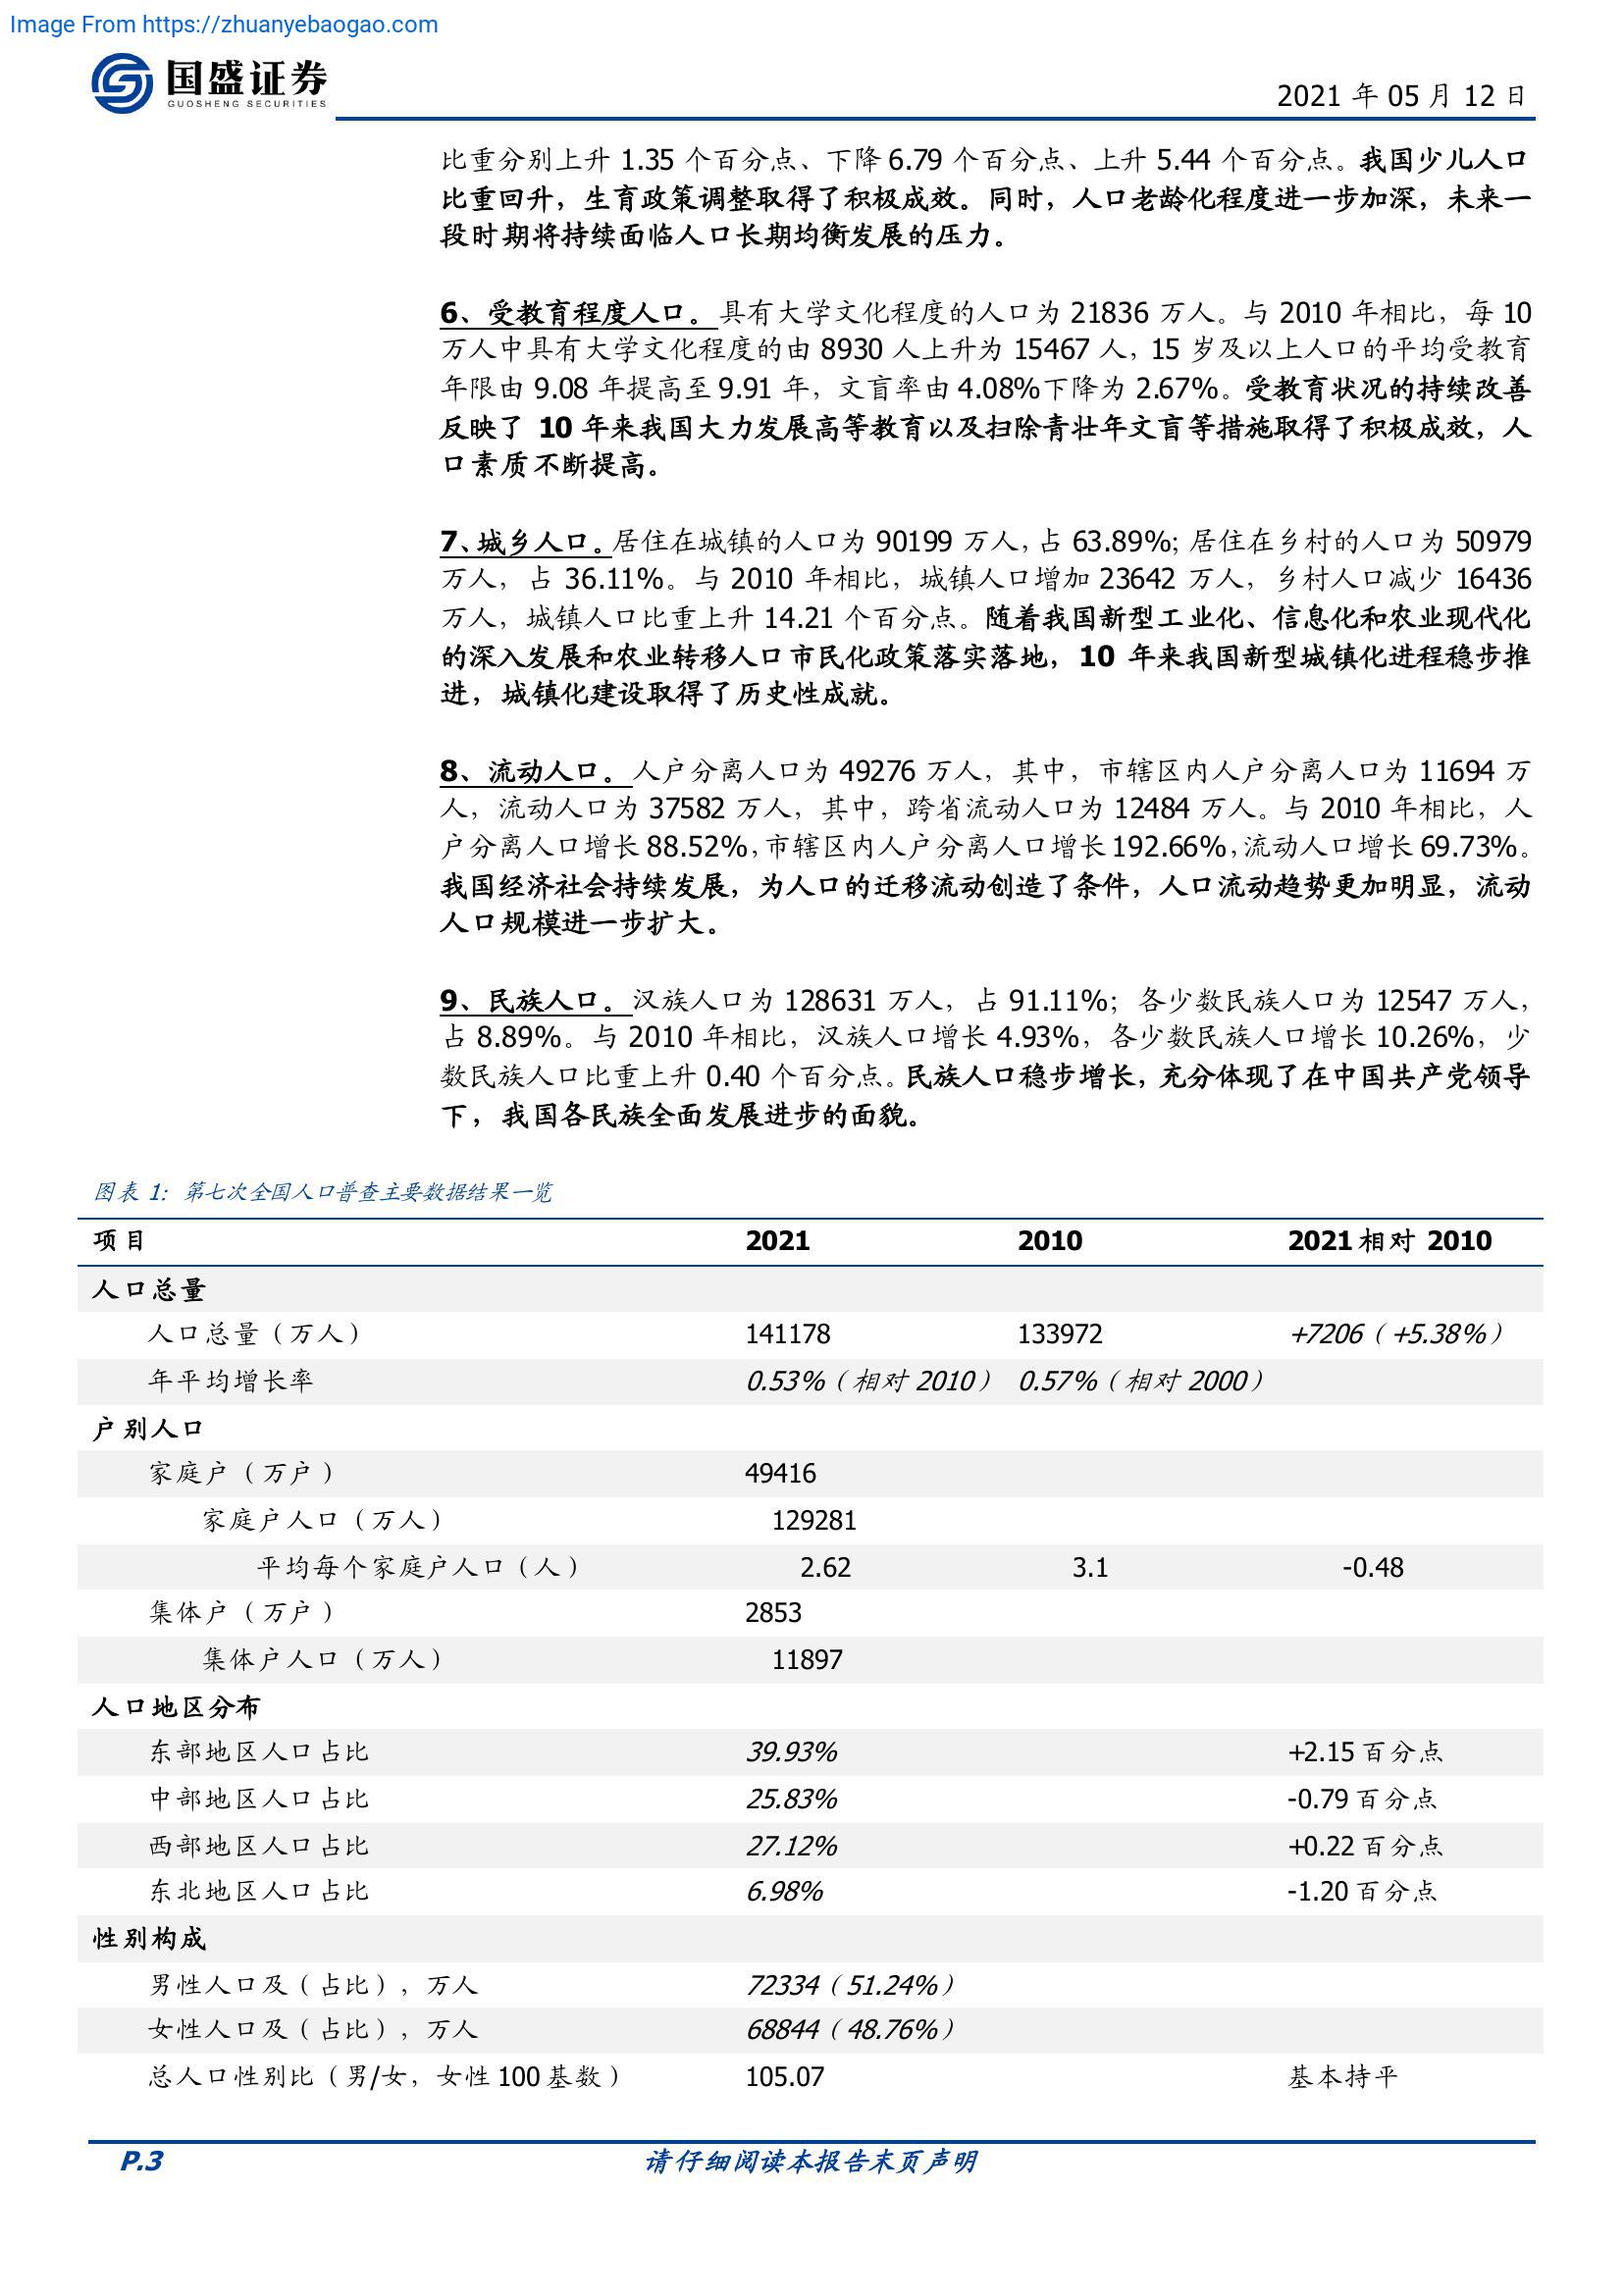 Image From https://zhuanyebaogao.com
国盛证券
GUOSHENG SECURITIES
2021 年 05 月 12 日
比重分别上升 1.35 个百分点、下降 6.79 个百分点、上升 5.44 个百分点。我国少儿人口
比重回升，生育政策调整取得了积极成效。同时，人口老龄化程度进一步加深，未来一
段时期将持续面临人口长期均衡发展的压力。
6、受教育程度人口。具有大学文化程度的人口为 21836 万人。与 2010 年相比，每 10
万人中具有大学文化程度的由 8930 人上升为 15467 人，15 岁及以上人口的平均受教育
年限由 9.08 年提高至 9.91 年，文盲率由 4.08%下降为 2.67%。受教育状况的持续改善
反映了 10 年来我国大力发展高等教育以及扫除青壮年文盲等措施取得了积极成效，人
口素质不断提高。
7、城乡人口。居住在城镇的人口为 90199 万人，占 63.89%；居住在乡村的人口为 50979
万人，占 36.11%。与 2010 年相比，城镇人口增加 23642 万人，乡村人口减少 16436
万人，城镇人口比重上升 14.21 个百分点。随着我国新型工业化、信息化和农业现代化
的深入发展和农业转移人口市民化政策落实落地，10 年来我国新型城镇化进程稳步推
进，城镇化建设取得了历史性成就。
8、流动人口。人户分离人口为 49276 万人，其中，市辖区内人户分离人口为 11694 万
人，流动人口为 37582 万人，其中，跨省流动人口为 12484 万人。与 2010 年相比，人
户分离人口增长 88.52%，市辖区内人户分离人口增长 192.66%，流动人口增长 69.73%。
我国经济社会持续发展，为人口的迁移流动创造了条件，人口流动趋势更加明显，流动
人口规模进一步扩大。
9、民族人口。汉族人口为 128631 万人，占 91.11%；各少数民族人口为 12547 万人，
占 8.89%。与 2010 年相比，汉族人口增长 4.93%，各少数民族人口增长 10.26%，少
数民族人口比重上升 0.40 个百分点。民族人口稳步增长，充分体现了在中国共产党领导
下，我国各民族全面发展进步的面貌。
图表 1：第七次全国人口普查主要数据结果一览
项目 2021 2010 2021 相对 2010
人口总量
人口总量（万人） 141178 133972 +7206（+5.38%）
年平均增长率 0.53%（相对 2010） 0.57%（相对 2000）
户别人口
家庭户（万户） 49416
家庭户人口（万人） 129281
平均每个家庭户人口（人） 2.62 3.1 -0.48
集体户（万户） 2853
集体户人口（万人） 11897
人口地区分布
东部地区人口占比 39.93% +2.15 百分点
中部地区人口占比 25.83% -0.79 百分点
西部地区人口占比 27.12% +0.22 百分点
东北地区人口占比 6.98% -1.20 百分点
性别构成
男性人口及（占比），万人 72334（51.24%）
女性人口及（占比），万人 68844（48.76%）
总人口性别比（男/女，女性 100 基数） 105.07 基本持平
P.3 请仔细阅读本报告末页声明